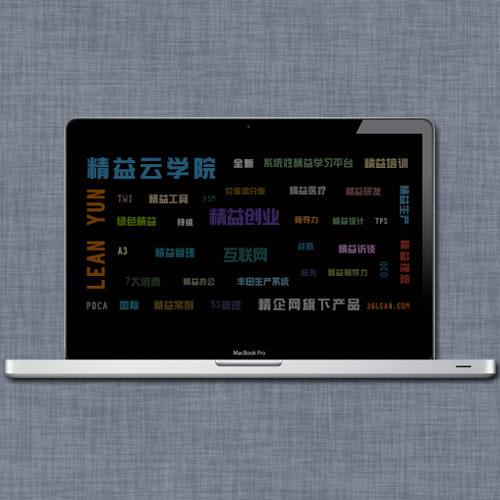 精益云学院
全新
系统性精益学习平台
精益培训
LEAN YUN
TWI
精益工具
VSM
价值流分析
精益医疗
精益研发
精益生产
绿色精益
持续
精益创业
领导力
精益设计
TPS
A3
精益管理
互联网
战略
精益访谈
QCD
7大浪费
精益办公
丰田生产系统
精益领导力
PDCA
国际
精益案例
5S管理
精企网旗下产品
36LEAN.COM
MacBook Pro